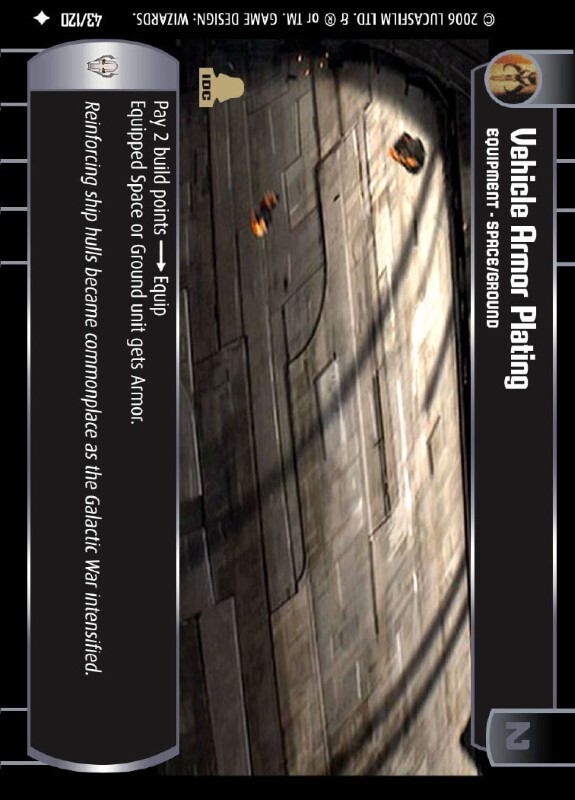 Vehicle Armor Plating
EQUIPMENT - SPACE/GROUND
N
IDC
Pay 2 build points → Equip
Equipped Space or Ground unit gets Armor.
Reinforcing ship hulls became commonplace as the Galactic War intensified.
© 2006 LUCASFILM LTD. & ® or TM. GAME DESIGN: WIZARDS. 43/120